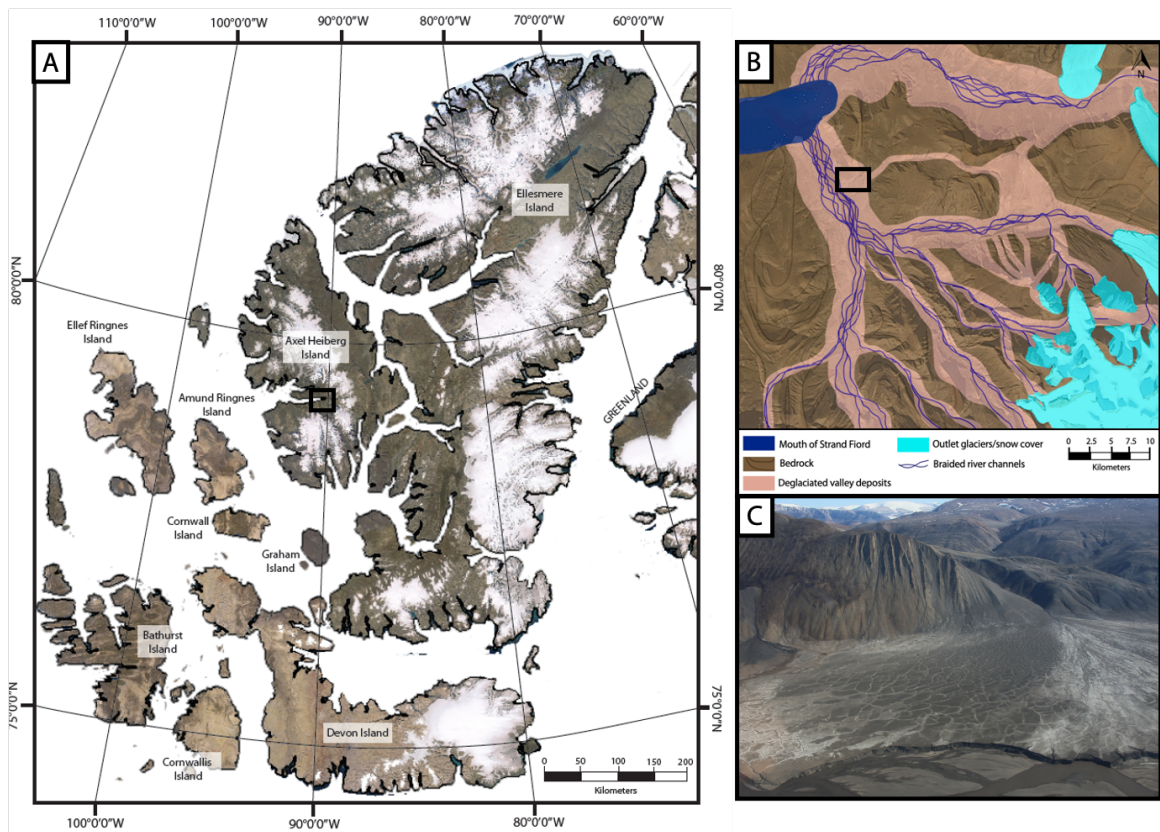 110°0'0"W
100°0'0"W
90°0'0"W
80°0'0"W
70°0'0"W
60°0'0"W
A
Ellesmere
Island
80°0'0"N
80°0'0"N
Ellef Ringnes
Island
Axel Heiberg
Island
Amund Ringnes
Island
GREENLAND
Cornwall
Island
Graham
Island
Bathurst
Island
75°0'0"N
75°0'0"N
Devon Island
Cornwallis
Island
0 50 100 150 200
Kilometers
100°0'0"W
90°0'0"W
80°0'0"W
B
N
Mouth of Strand Fiord
Outlet glaciers/snow cover
Bedrock
Braided river channels
Deglaciated valley deposits
0 2.5 5 7.5 10
Kilometers
C